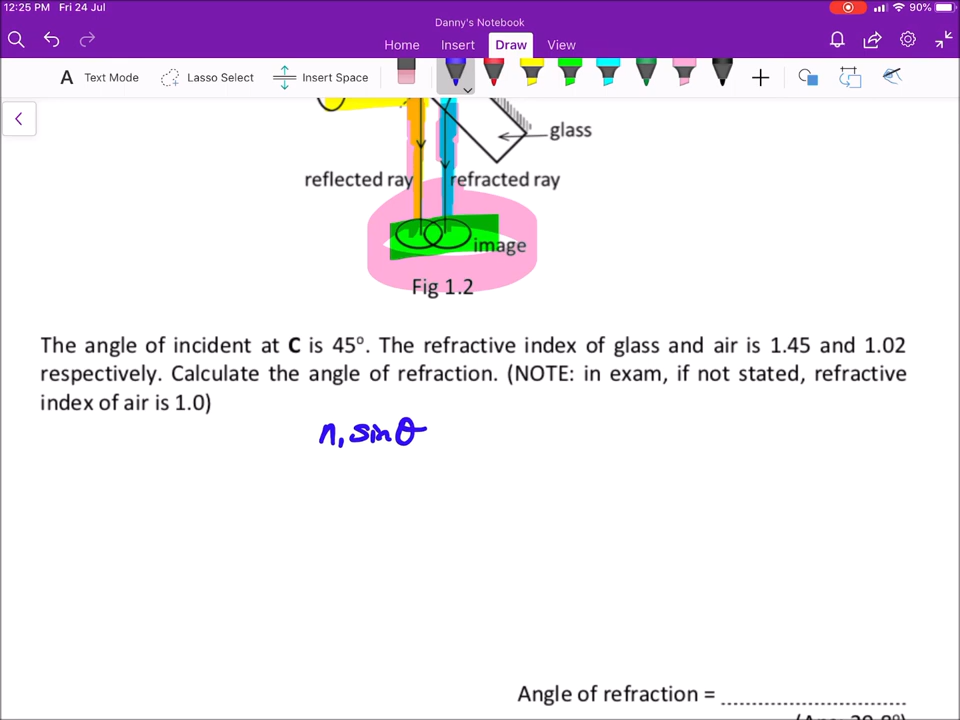 12:25 PM Fri 24 Jul
90%
Danny's Notebook
Home Insert Draw View
A Text Mode Lasso Select Insert Space
glass
reflected ray refracted ray
image
Fig 1.2
The angle of incident at C is 45°. The refractive index of glass and air is 1.45 and 1.02
respectively. Calculate the angle of refraction. (NOTE: in exam, if not stated, refractive
index of air is 1.0)
n, sin θ
Angle of refraction = ..............................